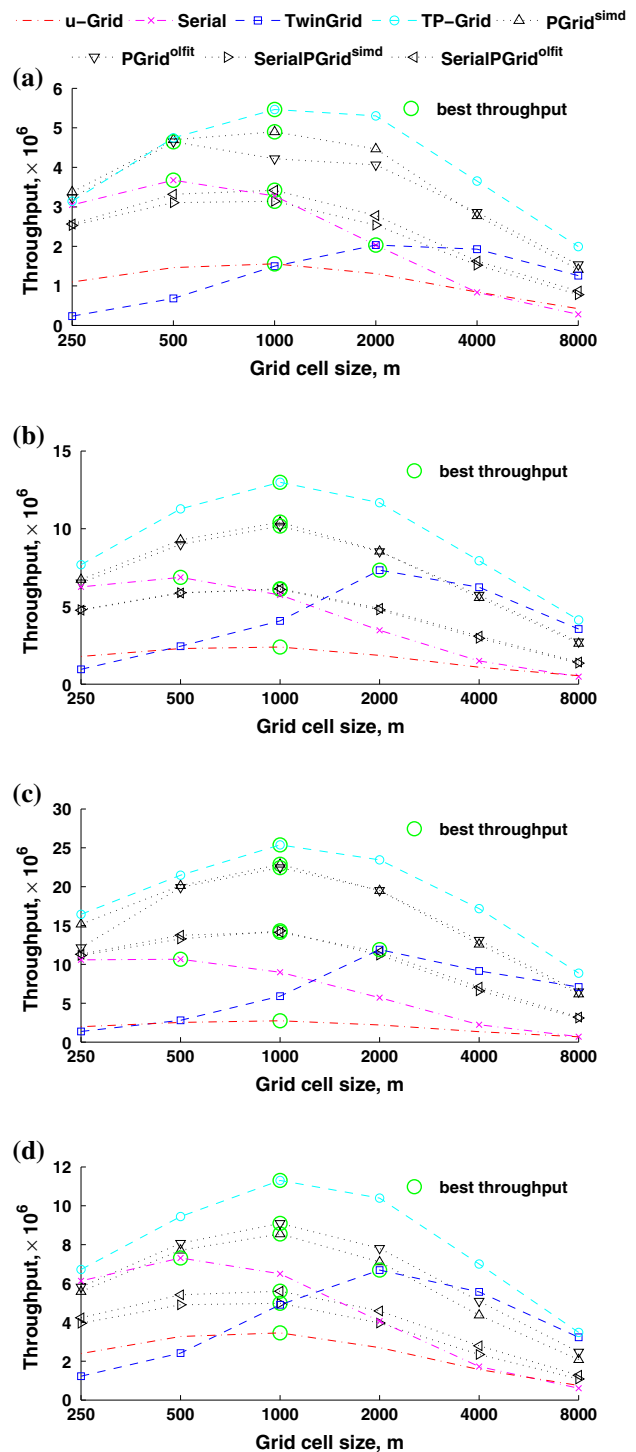 u-Grid Serial TwinGrid TP-Grid PGrid^simd
PGrid^olfit SerialPGrid^simd SerialPGrid^olfit
(a)
best throughput
Throughput, × 10^6
6
5
4
3
2
1
0
250 500 1000 2000 4000 8000
Grid cell size, m
(b)
best throughput
Throughput, × 10^6
15
10
5
0
250 500 1000 2000 4000 8000
Grid cell size, m
(c)
best throughput
Throughput, × 10^6
30
25
20
15
10
5
0
250 500 1000 2000 4000 8000
Grid cell size, m
(d)
best throughput
Throughput, × 10^6
12
10
8
6
4
2
0
250 500 1000 2000 4000 8000
Grid cell size, m